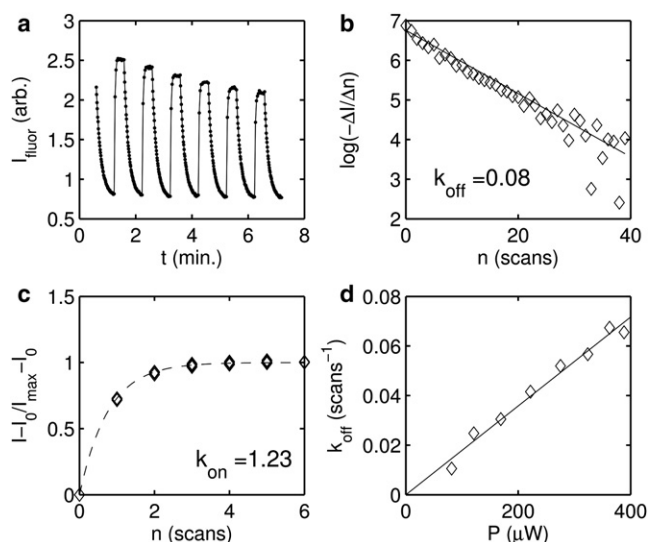 a
3
2.5
2
1.5
1
0.5
I_fluor (arb.)
0 2 4 6 8
t (min.)
b
7
6
5
4
3
2
log(−ΔI/Δn)
k_off =0.08
0 20 40
n (scans)
c
1.5
1
0.5
0
I−I_0/I_max−I_0
k_on =1.23
0 2 4 6
n (scans)
d
0.08
0.06
0.04
0.02
0
k_off (scans⁻¹)
0 200 400
P (μW)